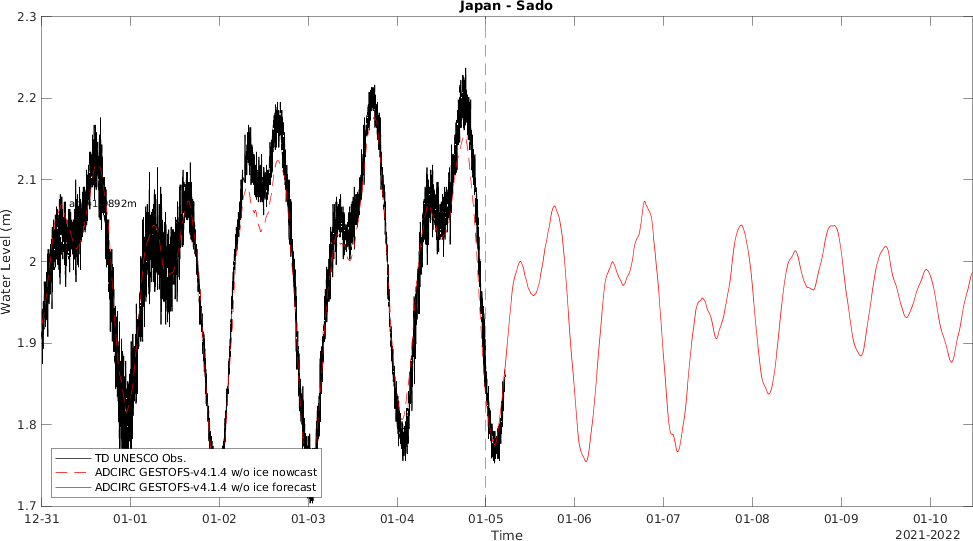 Japan - Sado
2.3
2.2
2.1
2
1.9
1.8
1.7
Water Level (m)
TD UNESCO Obs.
ADCIRC GESTOFS-v4.1.4 w/o ice nowcast
ADCIRC GESTOFS-v4.1.4 w/o ice forecast
12-31 01-01 01-02 01-03 01-04 01-05 01-06 01-07 01-08 01-09 01-10
Time
2021-2022